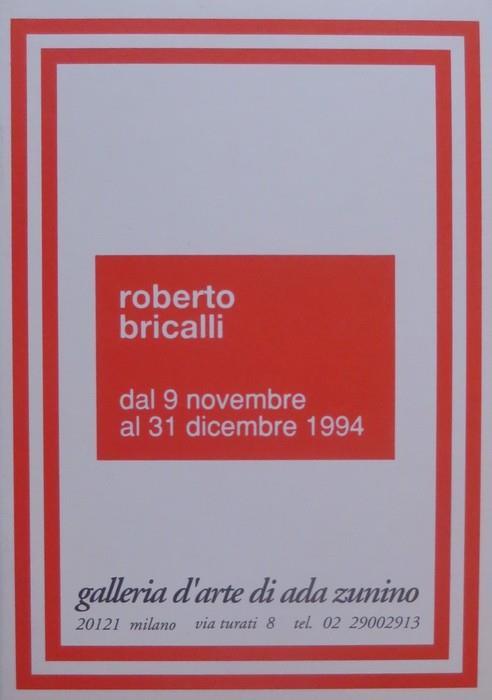 roberto
bricalli
dal 9 novembre
al 31 dicembre 1994
galleria d'arte di ada zunino
20121 milano via turati 8 tel. 02 29002913